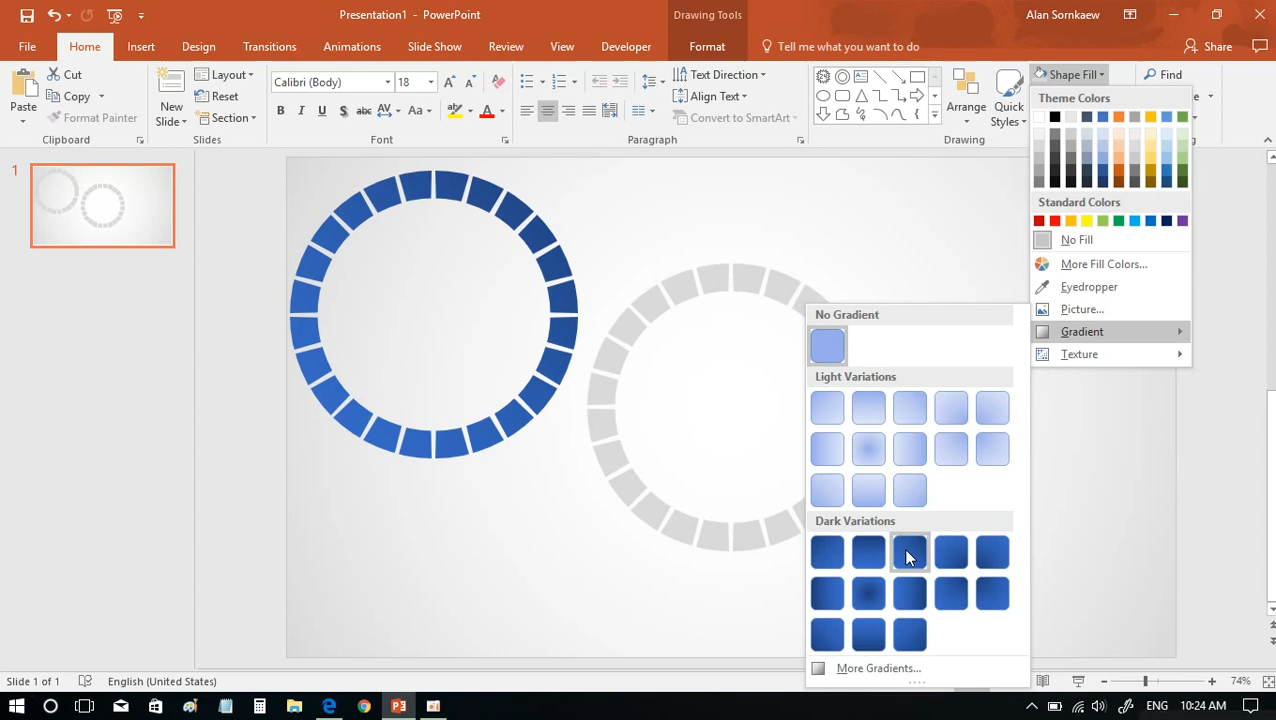 Presentation1 - PowerPoint
Drawing Tools
Alan Sornkaew
File
Home
Insert
Design
Transitions
Animations
Slide Show
Review
View
Developer
Format
Tell me what you want to do
Share
Paste
Cut
Copy
Format Painter
Clipboard
New
Slide
Layout
Reset
Section
Slides
Calibri (Body)
18
B I U S abc AV Aa A
Font
Text Direction
Align Text
Convert to SmartArt
Paragraph
Arrange
Quick
Styles
Drawing
Shape Fill
Find
Theme Colors
Standard Colors
No Fill
More Fill Colors...
Eyedropper
Picture...
Gradient
Texture
No Gradient
Light Variations
Dark Variations
More Gradients...
1
Slide 1 of 1
English (United States)
74%
ENG
10:24 AM